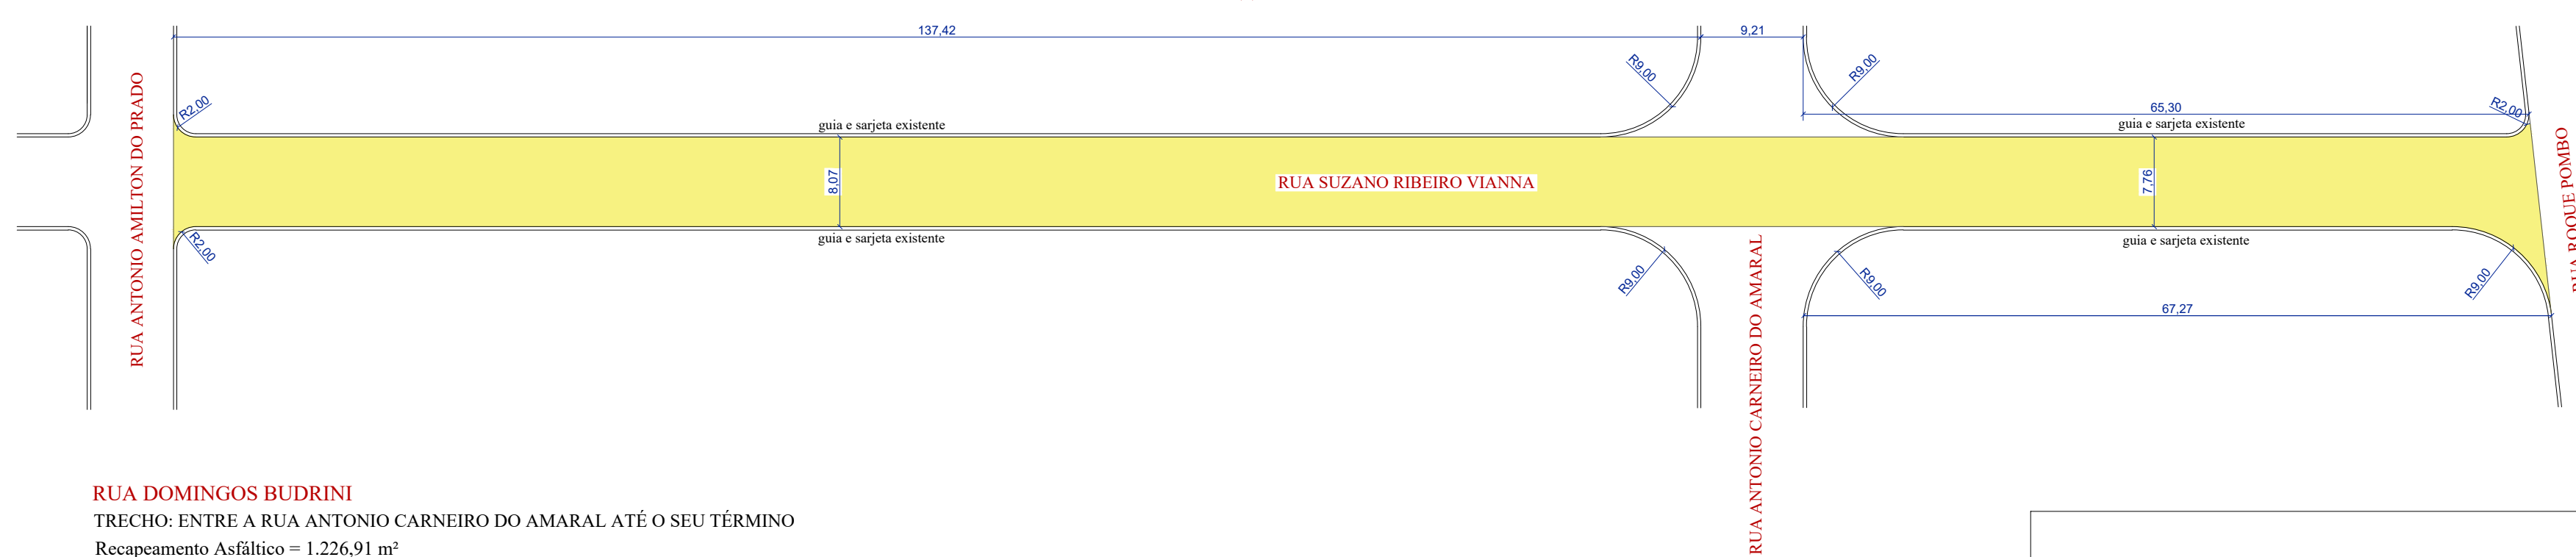 137,42
9,21
R9,00
R9,00
R2,00
65,30
R2,00
guia e sarjeta existente
guia e sarjeta existente
RUA ANTONIO AMILTON DO PRADO
8,07
RUA SUZANO RIBEIRO VIANNA
7,76
RUA ROQUE POMBO
R2,00
guia e sarjeta existente
guia e sarjeta existente
R9,00
R9,00
R9,00
67,27
RUA ANTONIO CARNEIRO DO AMARAL
RUA DOMINGOS BUDRINI
TRECHO: ENTRE A RUA ANTONIO CARNEIRO DO AMARAL ATÉ O SEU TÉRMINO
Recapeamento Asfáltico = 1.226,91 m²